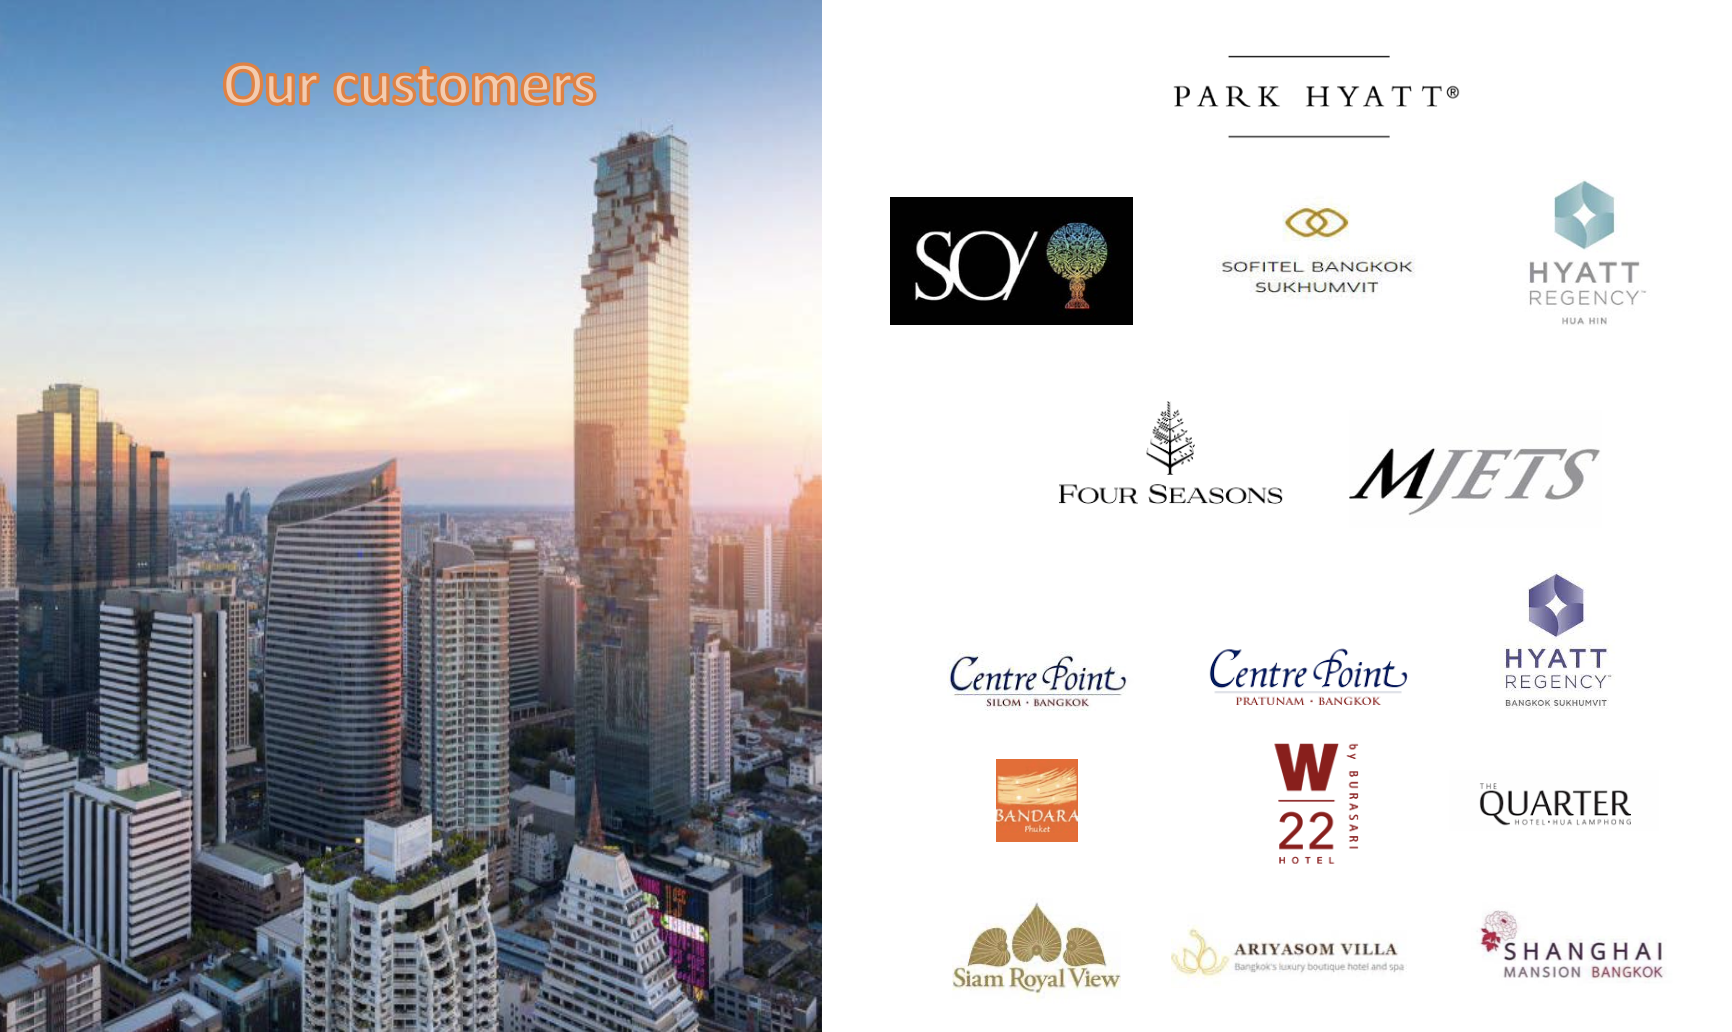 Our customers
PARK HYATT®
SO/
SOFITEL BANGKOK
SUKHUMVIT
HYATT
REGENCY™
HUA HIN
FOUR SEASONS
MJETS
Centre Point
SILOM · BANGKOK
Centre Point
PRATUNAM · BANGKOK
HYATT
REGENCY™
BANGKOK SUKHUMVIT
BANDARA
Phuket
W
22
HOTEL
by BURASARI
THE
QUARTER
HOTEL•HUA LAMPHONG
Siam Royal View
ARIYASOM VILLA
Bangkok's luxury boutique hotel and spa
SHANGHAI
MANSION BANGKOK